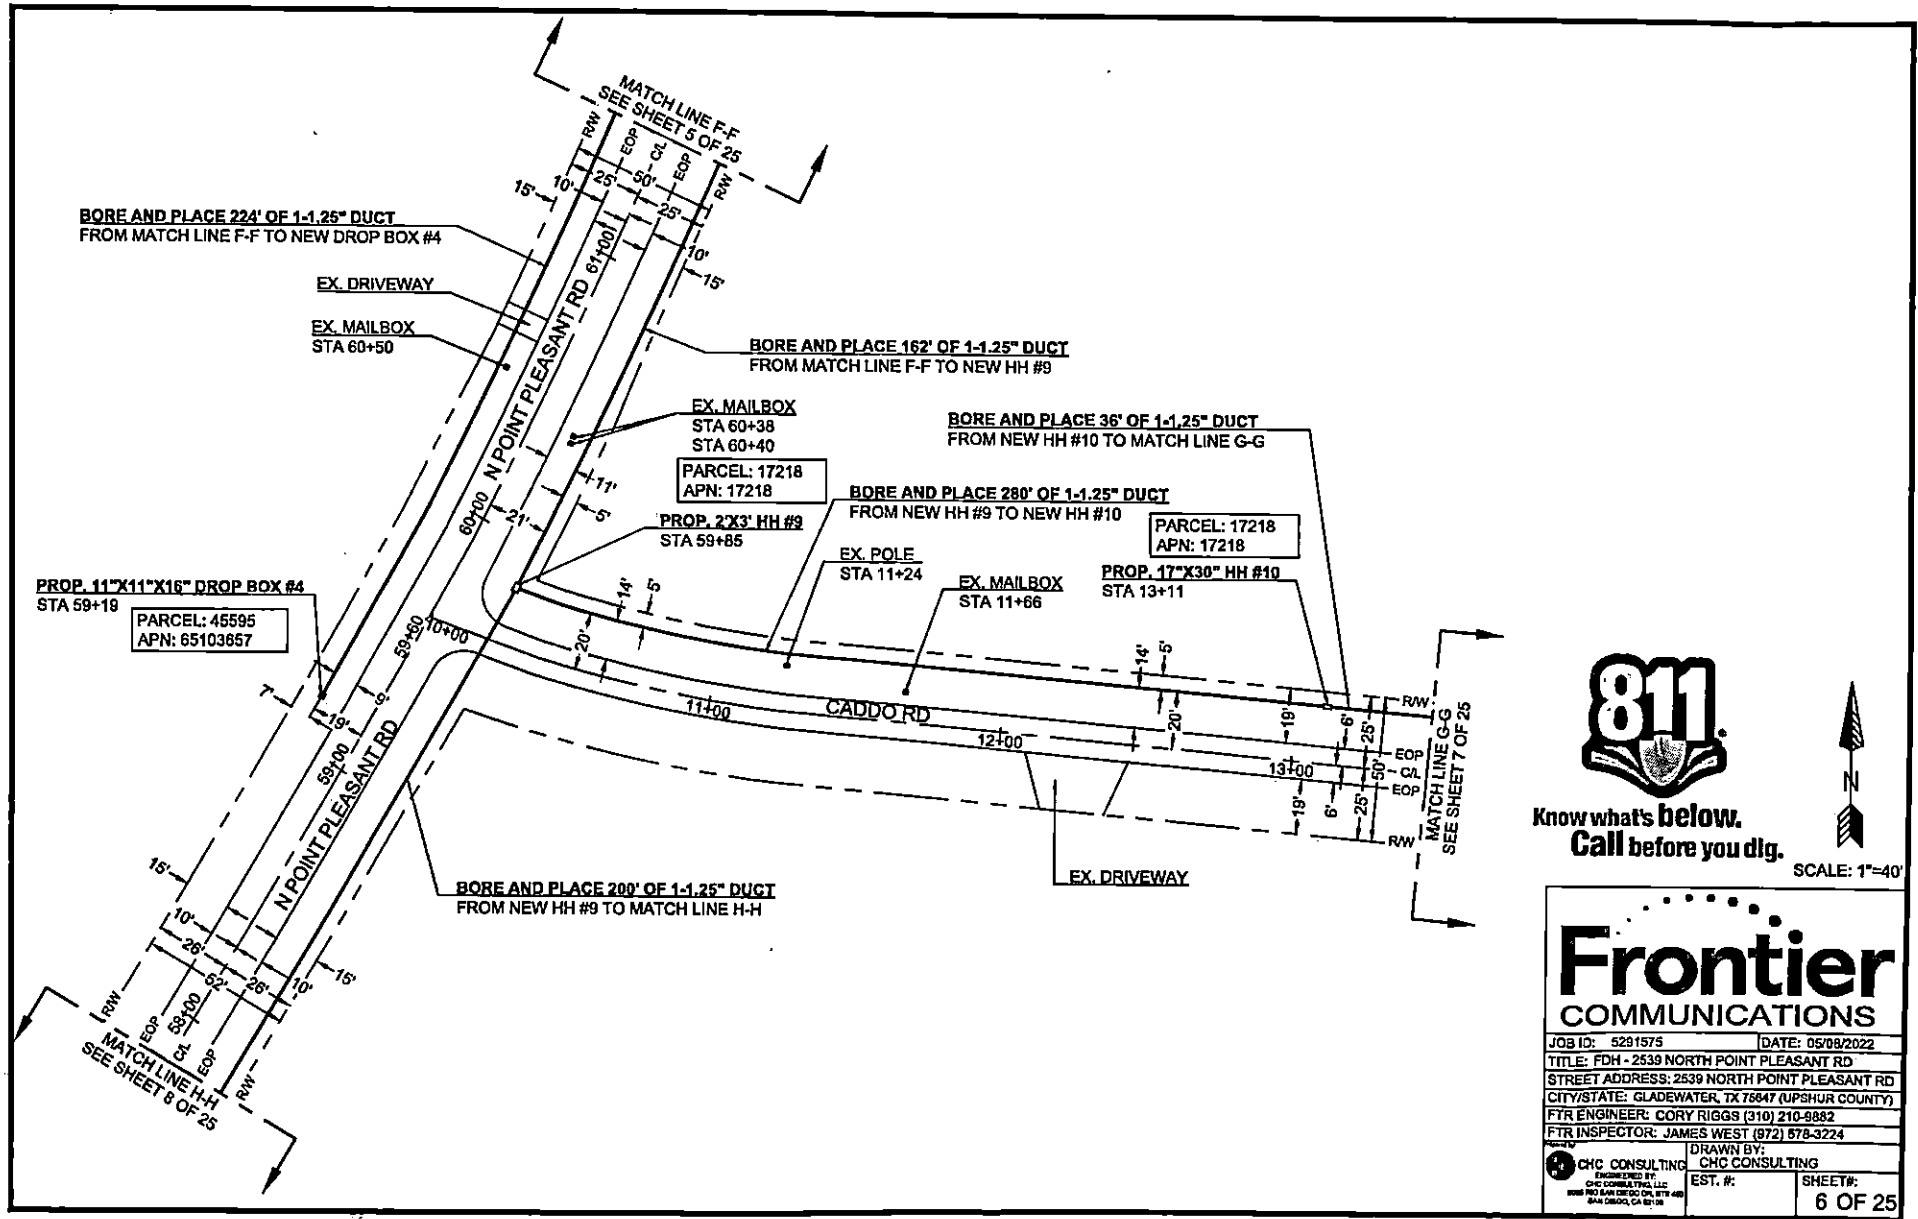 MATCH LINE F-F
SEE SHEET 5 OF 25
R/W
EOP
C/L
EOP
R/W
50'
25'
25'
10'
15'
10'
15'
BORE AND PLACE 224' OF 1-1.25" DUCT
FROM MATCH LINE F-F TO NEW DROP BOX #4
EX. DRIVEWAY
EX. MAILBOX
STA 60+50
61+00
N POINT PLEASANT RD
60+00
BORE AND PLACE 162' OF 1-1.25" DUCT
FROM MATCH LINE F-F TO NEW HH #9
EX. MAILBOX
STA 60+38
STA 60+40
PARCEL: 17218
APN: 17218
11'
5'
21'
PROP. 2'X3' HH #9
STA 59+85
BORE AND PLACE 36' OF 1-1.25" DUCT
FROM NEW HH #10 TO MATCH LINE G-G
BORE AND PLACE 280' OF 1-1.25" DUCT
FROM NEW HH #9 TO NEW HH #10
PARCEL: 17218
APN: 17218
EX. POLE
STA 11+24
EX. MAILBOX
STA 11+66
PROP. 17"X30" HH #10
STA 13+11
PROP. 11"X11"X16" DROP BOX #4
STA 59+19
PARCEL: 45595
APN: 65103657
59+60
10+00
14'
5'
20'
11+00
CADDO RD
12+00
14'
5'
20'
13+00
19'
6'
25'
50'
19'
6'
25'
R/W
EOP
C/L
EOP
R/W
MATCH LINE G-G
SEE SHEET 7 OF 25
EX. DRIVEWAY
7'
9'
19'
59+00
N POINT PLEASANT RD
BORE AND PLACE 200' OF 1-1.25" DUCT
FROM NEW HH #9 TO MATCH LINE H-H
15'
10'
26'
52'
26'
10'
15'
R/W
EOP
58+00
C/L
EOP
R/W
MATCH LINE H-H
SEE SHEET 8 OF 25
811.
Know what's below.
Call before you dig.
N
SCALE: 1"=40'
Frontier
COMMUNICATIONS
JOB ID: 5291575
DATE: 05/08/2022
TITLE: FDH - 2539 NORTH POINT PLEASANT RD
STREET ADDRESS: 2539 NORTH POINT PLEASANT RD
CITY/STATE: GLADEWATER, TX 75647 (UPSHUR COUNTY)
FTR ENGINEER: CORY RIGGS (310) 210-9882
FTR INSPECTOR: JAMES WEST (972) 578-3224
CHC CONSULTING
ENGINEERED BY:
CHC CONSULTING, LLC
SAN DIEGO, CA
DRAWN BY:
CHC CONSULTING
EST. #:
SHEET#:
6 OF 25